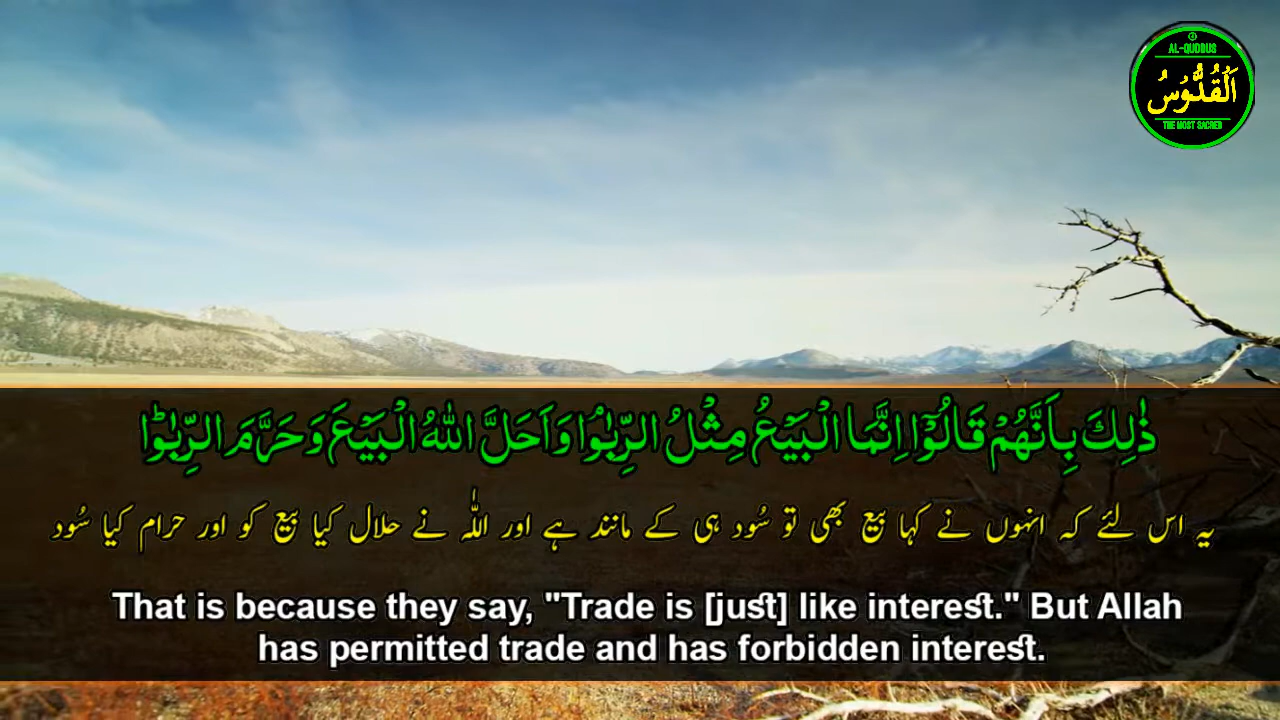 AL-QUDDUS
اَلْقُدُّوْسُ
THE MOST SACRED
ذٰلِكَ بِاَنَّهُمْ قَالُوْۤا اِنَّمَا الْبَيْعُ مِثْلُ الرِّبٰوا وَاَحَلَّ اللّٰهُ الْبَيْعَ وَحَرَّمَ الرِّبٰوا
یہ اس لئے کہ انہوں نے کہا بیع بھی تو سُود ہی کے مانند ہے اور اللّٰہ نے حلال کیا بیع کو اور حرام کیا سُود
That is because they say, "Trade is [just] like interest." But Allah
has permitted trade and has forbidden interest.